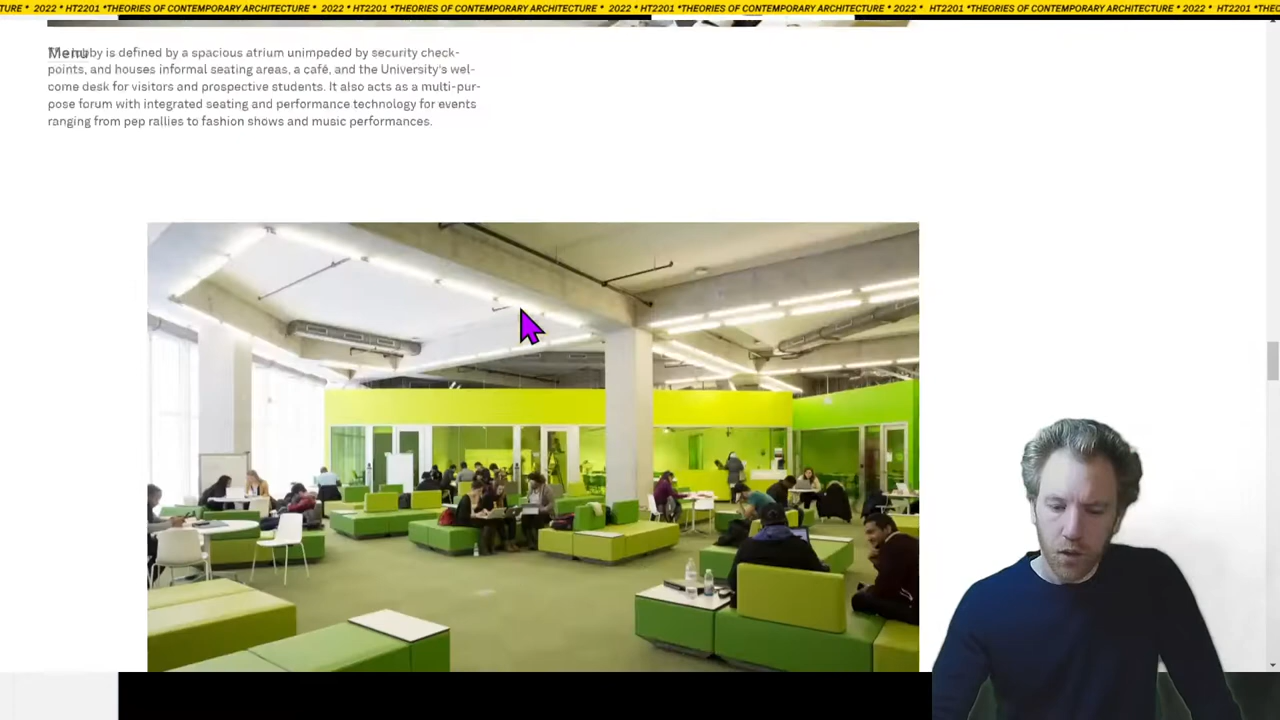 TURE * 2022 * HT2201 *THEORIES OF CONTEMPORARY ARCHITECTURE * 2022 * HT2201 *THEORIES OF CONTEMPORARY ARCHITECTURE * 2022 * HT2201 *THEORIES OF CONTEMPORARY ARCHITECTURE * 2022 * HT2201 *THEORIES OF CONTEMPORARY ARCHITECTURE * 2022 * HT2201 *THEORIES OF C
Menu
by is defined by a spacious atrium unimpeded by security check-
points, and houses informal seating areas, a café, and the University's wel-
come desk for visitors and prospective students. It also acts as a multi-pur-
pose forum with integrated seating and performance technology for events
ranging from pep rallies to fashion shows and music performances.